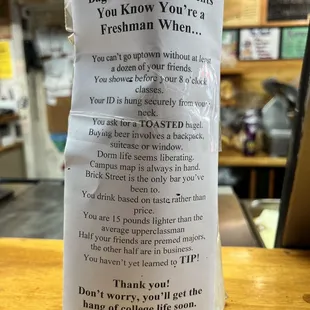 You Know You're a
Freshman When...
You can't go uptown without at least
a dozen of your friends.
You shower before your 8 o'clock
classes.
Your ID is hung securely from your
neck.
You ask for a TOASTED bagel.
Buying beer involves a backpack,
suitcase or window.
Dorm life seems liberating.
Campus map is always in hand.
Brick Street is the only bar you've
been to.
You drink based on taste rather than
price.
You are 15 pounds lighter than the
average upperclassman
Half your friends are premed majors,
the other half are in business.
You haven't yet learned to TIP!
Thank you!
Don't worry, you'll get the
hang of college life soon.